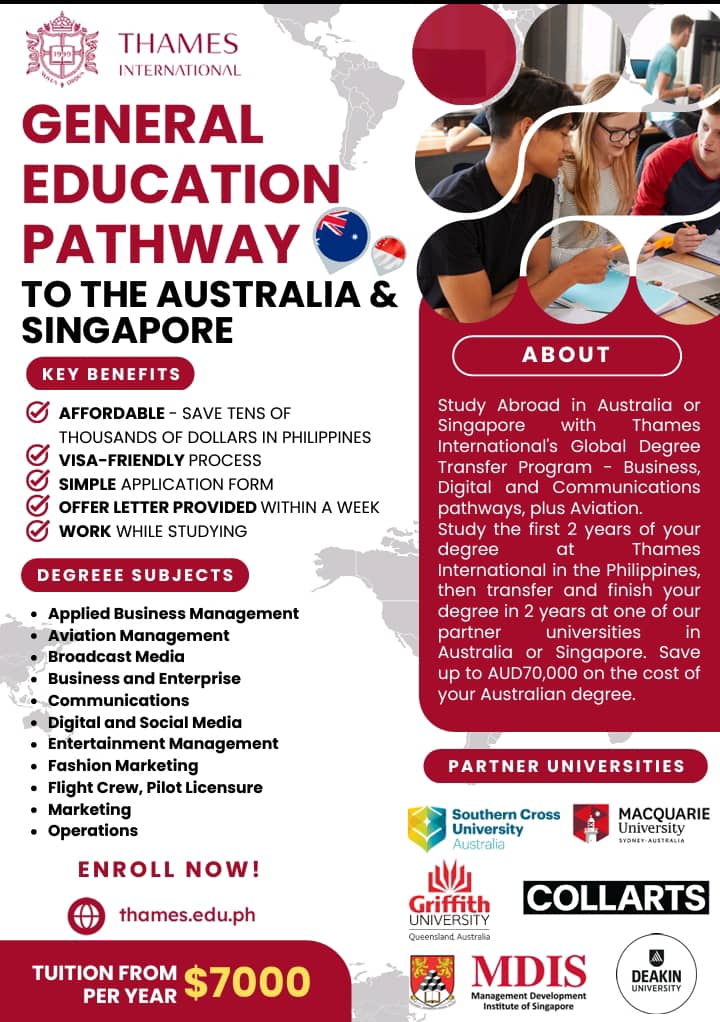 1999
THAMES
INTERNATIONAL
GENERAL
EDUCATION
PATHWAY
TO THE AUSTRALIA &
SINGAPORE
KEY BENEFITS
AFFORDABLE - SAVE TENS OF
THOUSANDS OF DOLLARS IN PHILIPPINES
VISA-FRIENDLY PROCESS
SIMPLE APPLICATION FORM
OFFER LETTER PROVIDED WITHIN A WEEK
WORK WHILE STUDYING
DEGREEE SUBJECTS
• Applied Business Management
• Aviation Management
• Broadcast Media
• Business and Enterprise
• Communications
• Digital and Social Media
• Entertainment Management
• Fashion Marketing
• Flight Crew, Pilot Licensure
• Marketing
• Operations
ENROLL NOW!
thames.edu.ph
TUITION FROM
PER YEAR $7000
ABOUT
Study Abroad in Australia or
Singapore with Thames
International's Global Degree
Transfer Program - Business,
Digital and Communications
pathways, plus Aviation.
Study the first 2 years of your
degree at Thames
International in the Philippines,
then transfer and finish your
degree in 2 years at one of our
partner universities in
Australia or Singapore. Save
up to AUD70,000 on the cost of
your Australian degree.
PARTNER UNIVERSITIES
Southern Cross
University
Australia
MACQUARIE
University
SYDNEY-AUSTRALIA
Griffith
UNIVERSITY
Queensland, Australia
COLLARTS
MDIS
Management Development
Institute of Singapore
DEAKIN
UNIVERSITY